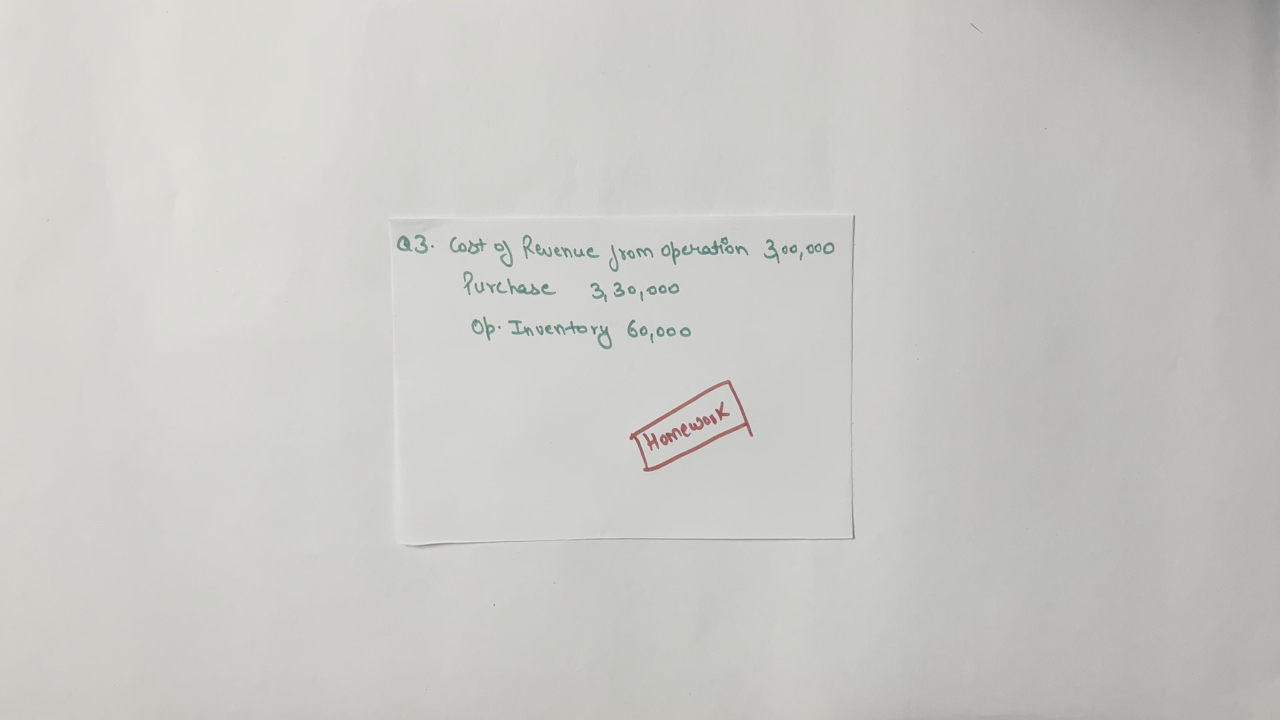 Q3. Cost of Revenue from operation 3,00,000
Purchase 3,30,000
Op. Inventory 60,000
Homework